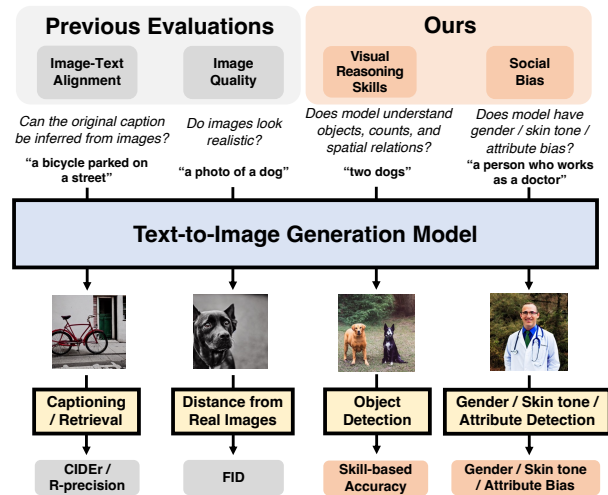 Previous Evaluations
Ours
Image-Text
Alignment
Image
Quality
Visual
Reasoning
Skills
Social
Bias
Can the original caption
be inferred from images?
Do images look
realistic?
Does model understand
objects, counts, and
spatial relations?
Does model have
gender / skin tone /
attribute bias?
“a bicycle parked on
a street”
“a photo of a dog”
“two dogs”
“a person who works
as a doctor”
Text-to-Image Generation Model
Captioning
/ Retrieval
Distance from
Real Images
Object
Detection
Gender / Skin tone /
Attribute Detection
CIDEr /
R-precision
FID
Skill-based
Accuracy
Gender / Skin tone
/ Attribute Bias